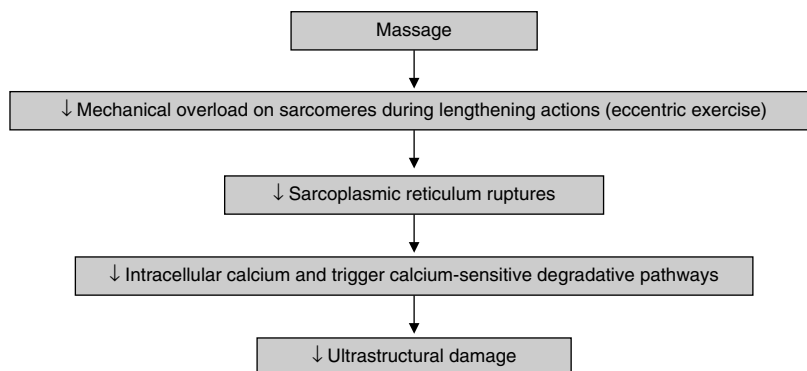 Massage
↓ Mechanical overload on sarcomeres during lengthening actions (eccentric exercise)
↓ Sarcoplasmic reticulum ruptures
↓ Intracellular calcium and trigger calcium-sensitive degradative pathways
↓ Ultrastructural damage